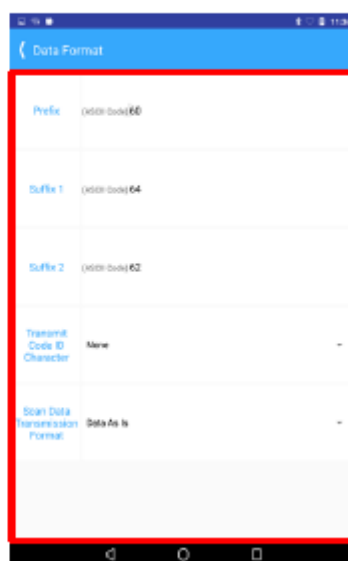 Data Format
Prefix
(ASCII Code)60
Suffix 1
(ASCII Code)64
Suffix 2
(ASCII Code)62
Transmit
Code ID
Character
None
Scan Data
Transmission
Format
Data As Is